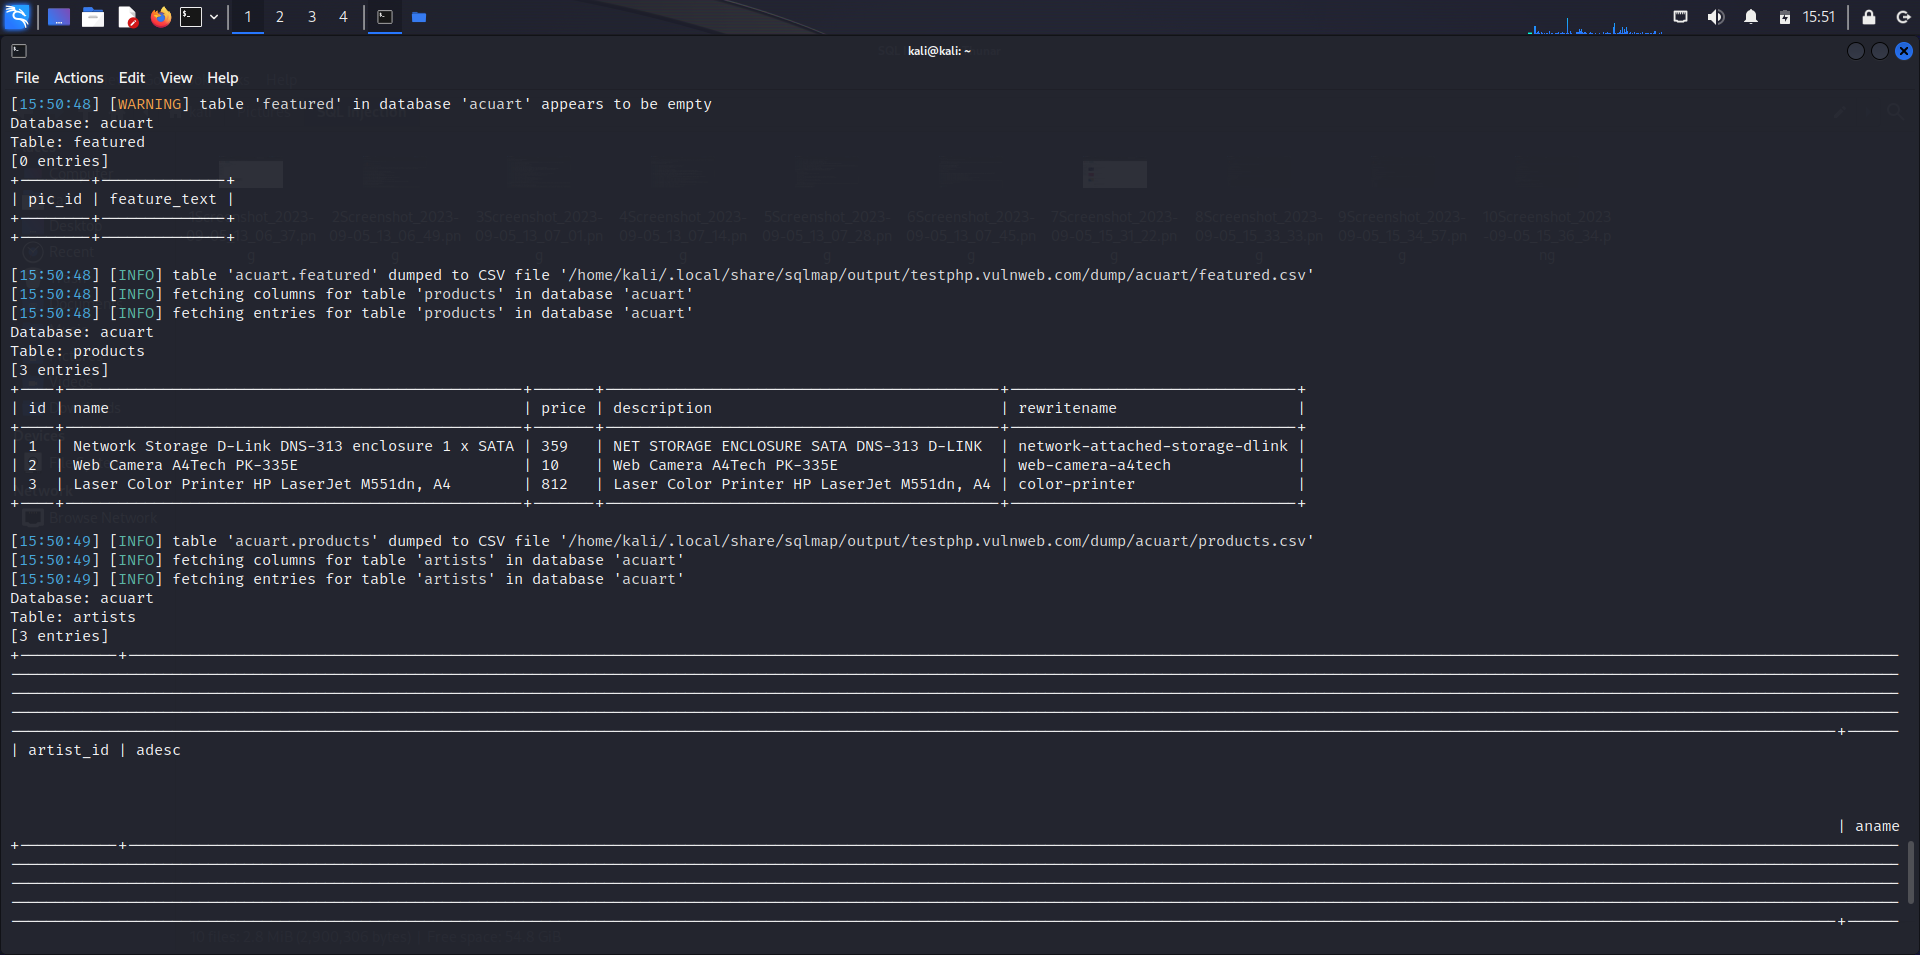 1 2 3 4 15:51
kali@kali: ~
File Actions Edit View Help
[15:50:48] [WARNING] table 'featured' in database 'acuart' appears to be empty
Database: acuart
Table: featured
[0 entries]
| pic_id | feature_text |
[15:50:48] [INFO] table 'acuart.featured' dumped to CSV file '/home/kali/.local/share/sqlmap/output/testphp.vulnweb.com/dump/acuart/featured.csv'
[15:50:48] [INFO] fetching columns for table 'products' in database 'acuart'
[15:50:48] [INFO] fetching entries for table 'products' in database 'acuart'
Database: acuart
Table: products
[3 entries]
| id | name | price | description | rewritename |
| 1 | Network Storage D-Link DNS-313 enclosure 1 x SATA | 359 | NET STORAGE ENCLOSURE SATA DNS-313 D-LINK | network-attached-storage-dlink |
| 2 | Web Camera A4Tech PK-335E | 10 | Web Camera A4Tech PK-335E | web-camera-a4tech |
| 3 | Laser Color Printer HP LaserJet M551dn, A4 | 812 | Laser Color Printer HP LaserJet M551dn, A4 | color-printer |
Browse Network
[15:50:49] [INFO] table 'acuart.products' dumped to CSV file '/home/kali/.local/share/sqlmap/output/testphp.vulnweb.com/dump/acuart/products.csv'
[15:50:49] [INFO] fetching columns for table 'artists' in database 'acuart'
[15:50:49] [INFO] fetching entries for table 'artists' in database 'acuart'
Database: acuart
Table: artists
[3 entries]
| artist_id | adesc
| aname